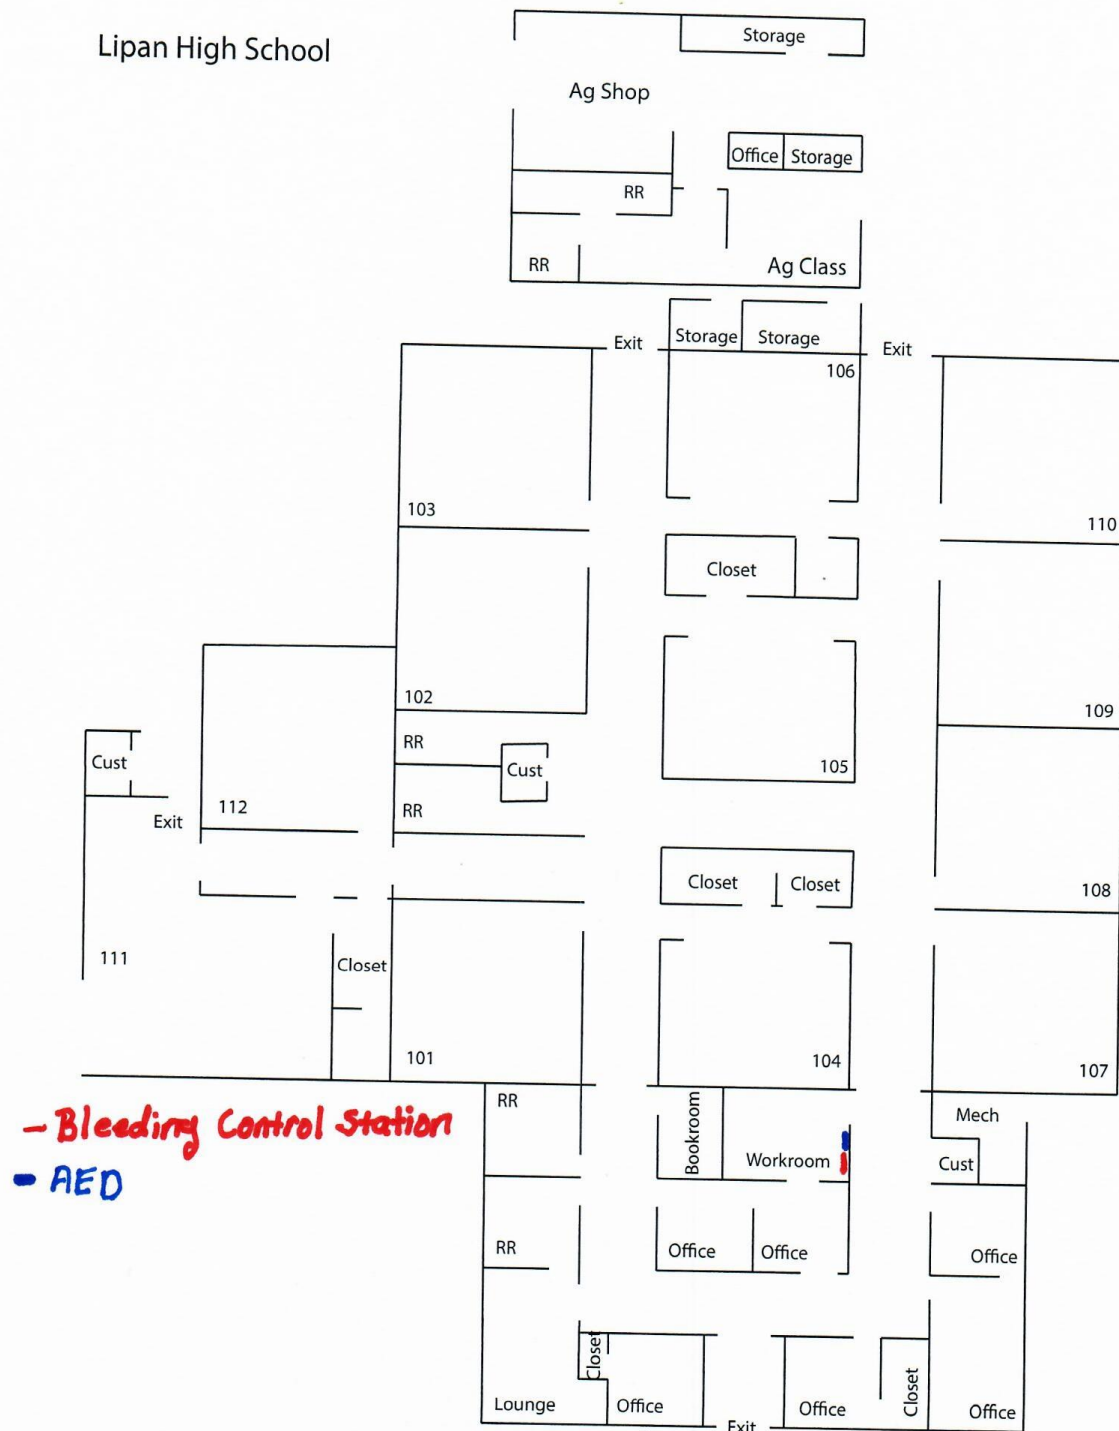 Lipan High School
Storage
Ag Shop
Office Storage
RR
RR
Ag Class
Storage Storage
Exit
Exit
106
103
110
Closet
102
109
RR
Cust
Cust
105
RR
112
Exit
Closet Closet
108
111
Closet
101
104
107
RR
Bookroom
Mech
- Bleeding Control Station
Workroom
Cust
- AED
RR
Office Office
Office
Closet
Lounge
Office
Exit
Office
Closet
Office